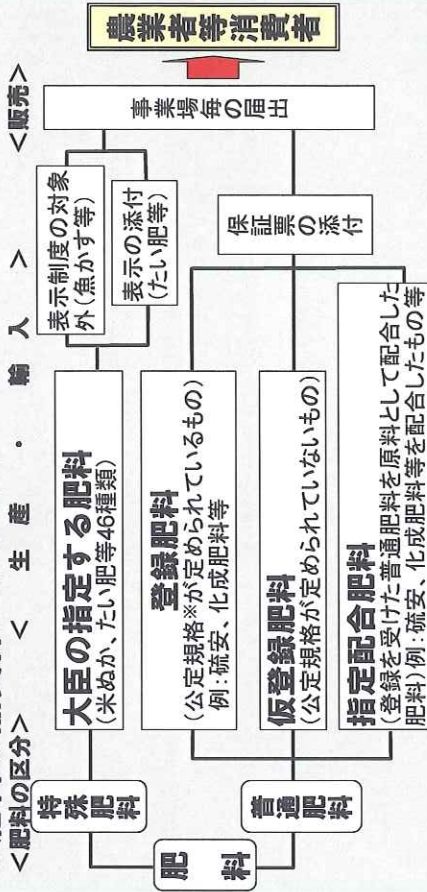 <肥料の区分>
< 生 産 ・ 輸 入 >
<販売>
肥
料
特殊
肥料
普通
肥料
大臣の指定する肥料
(米ぬか、たい肥等46種類)
登録肥料
(公定規格※が定められているもの)
例:硫安、化成肥料等
仮登録肥料
(公定規格が定められていないもの)
指定配合肥料
(登録を受けた普通肥料を原料として配合した
肥料)例:硫安、化成肥料等を配合したもの等
表示制度の対象
外(魚かす等)
表示の添付
(たい肥等)
保証票の添
付
事業場毎の届出
農業者等消費者